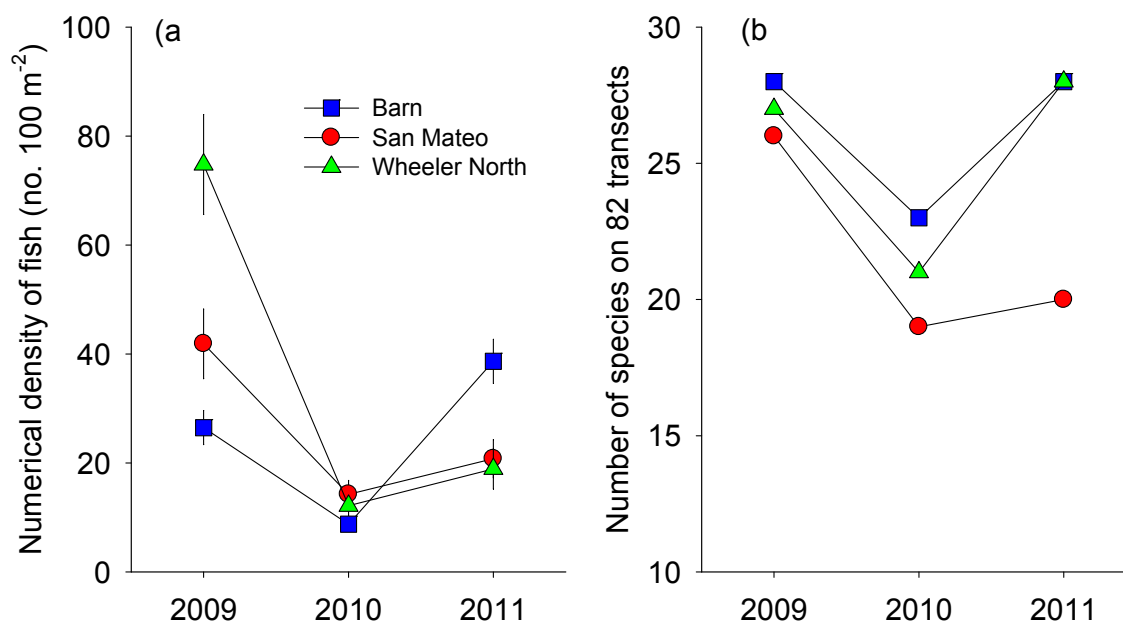 (a
Numerical density of fish (no. 100 m⁻²)
100
80
60
40
20
0
Barn
San Mateo
Wheeler North
2009 2010 2011
(b)
Number of species on 82 transects
30
25
20
15
10
2009 2010 2011